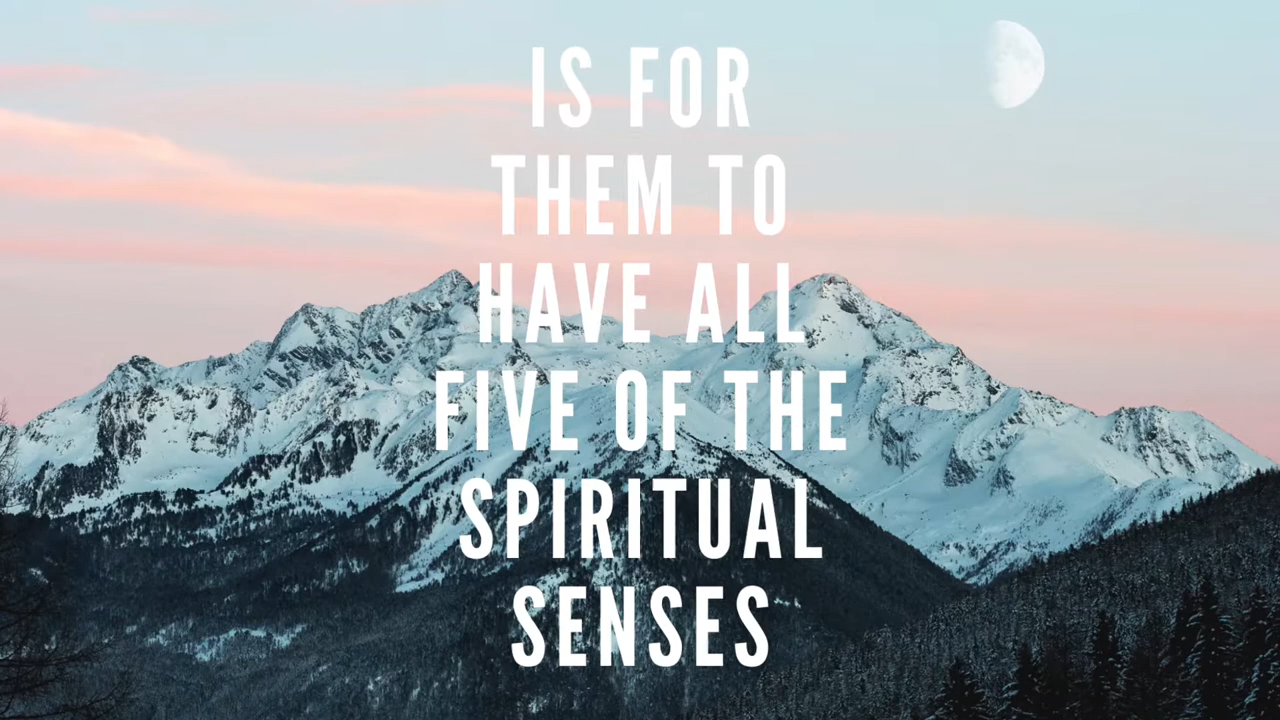 IS FOR
THEM TO
HAVE ALL
FIVE OF THE
SPIRITUAL
SENSES